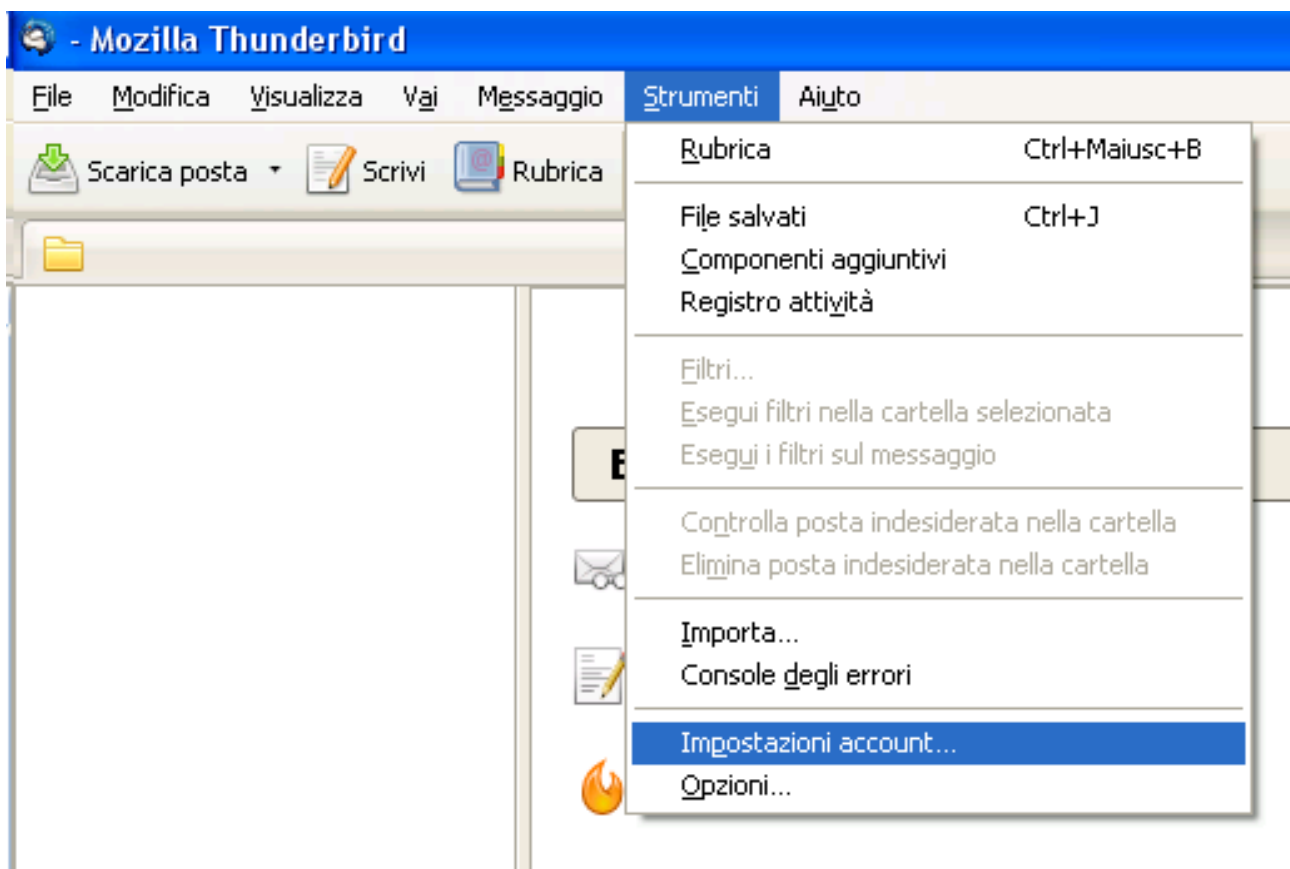 - Mozilla Thunderbird
File Modifica Visualizza Vai Messaggio Strumenti Aiuto
Scarica posta Scrivi Rubrica
Rubrica Ctrl+Maiusc+B
File salvati Ctrl+J
Componenti aggiuntivi
Registro attività
Filtri...
Esegui filtri nella cartella selezionata
Esegui i filtri sul messaggio
Controlla posta indesiderata nella cartella
Elimina posta indesiderata nella cartella
Importa...
Console degli errori
Impostazioni account...
Opzioni...